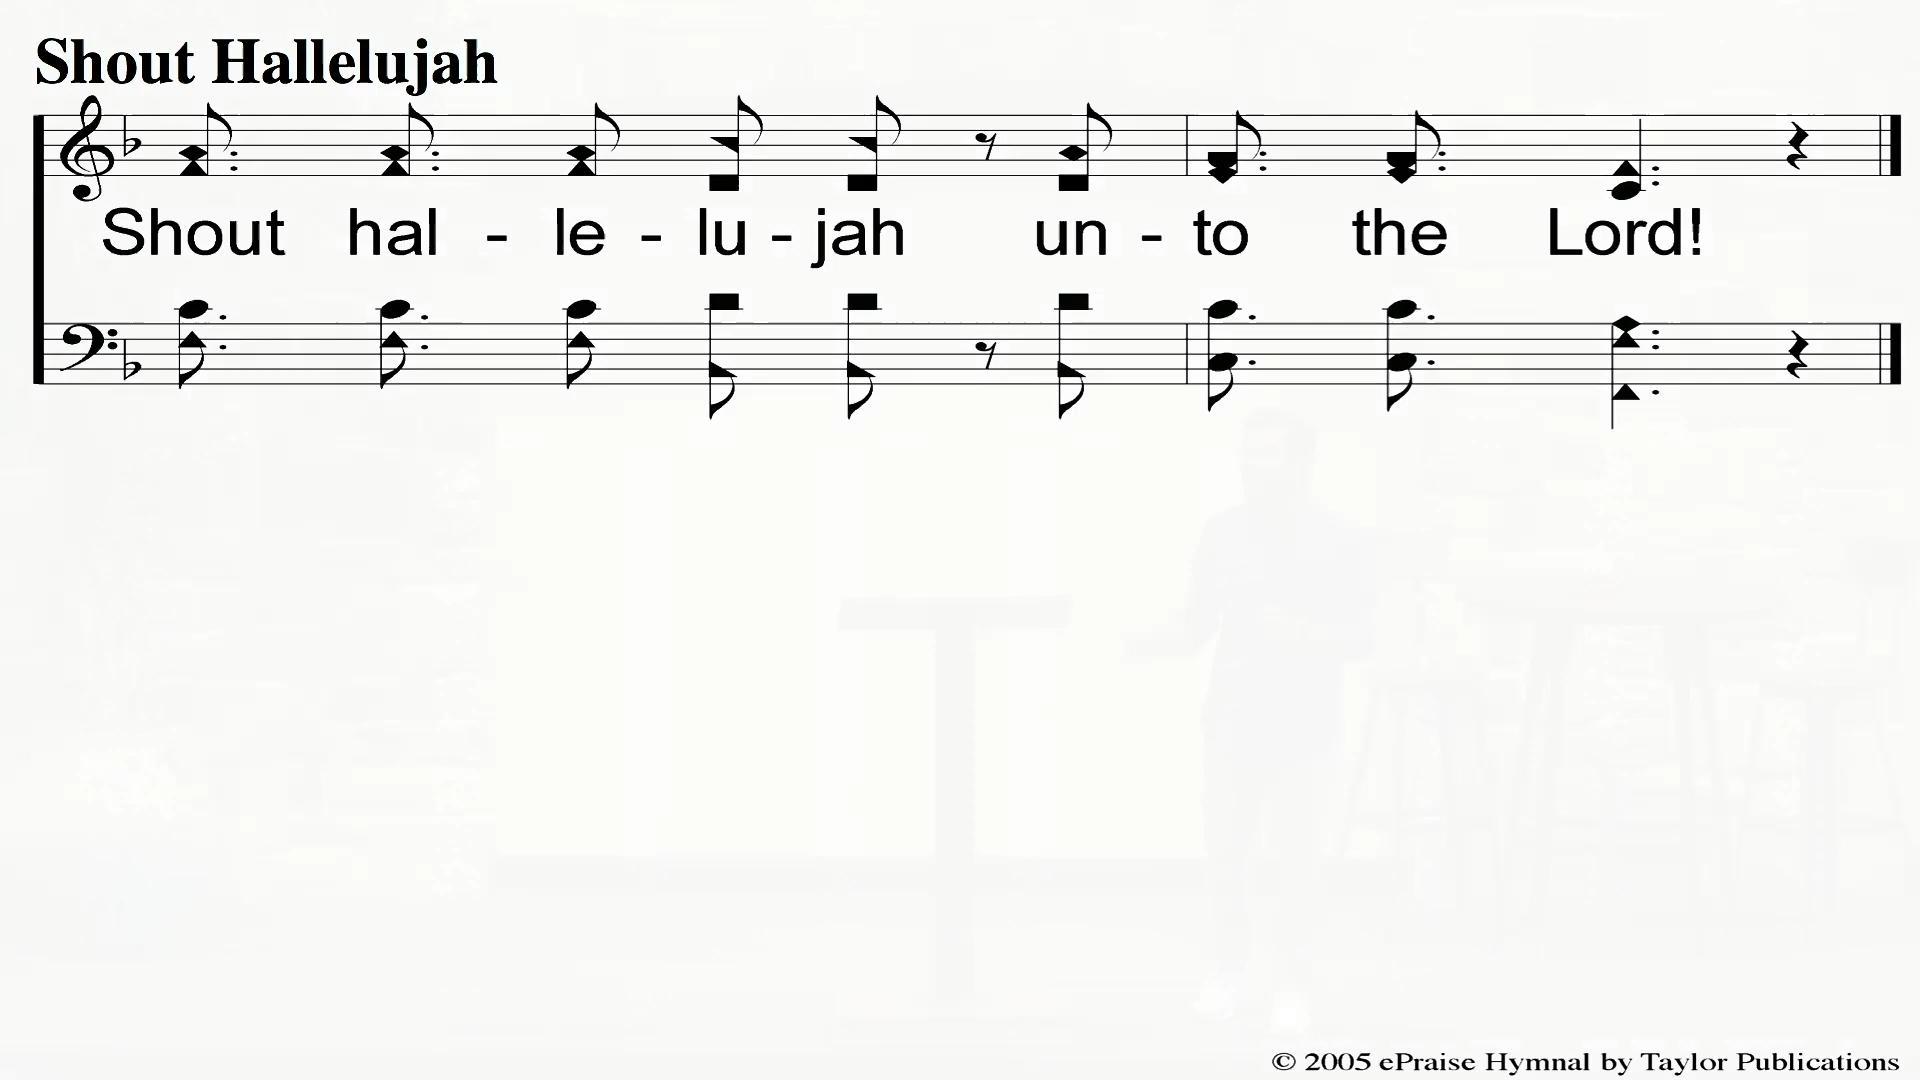 Shout Hallelujah
Shout hal - le - lu - jah un - to the Lord!
© 2005 ePraise Hymnal by Taylor Publications